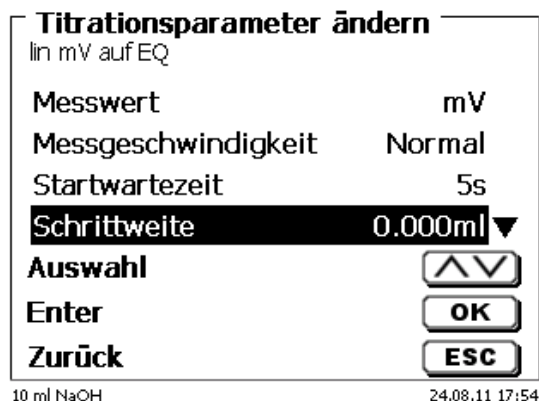 Titrationsparameter ändern
lin mV auf EQ
Messwert mV
Messgeschwindigkeit Normal
Startwartezeit 5s
Schrittweite 0.000ml
Auswahl
Enter OK
Zurück ESC
10 ml NaOH 24.08.11 17:54